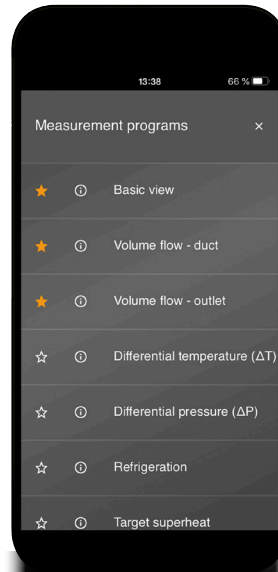 13:38 66 %
Measurement programs ×
Basic view
Volume flow - duct
Volume flow - outlet
Differential temperature (ΔT)
Differential pressure (ΔP)
Refrigeration
Target superheat